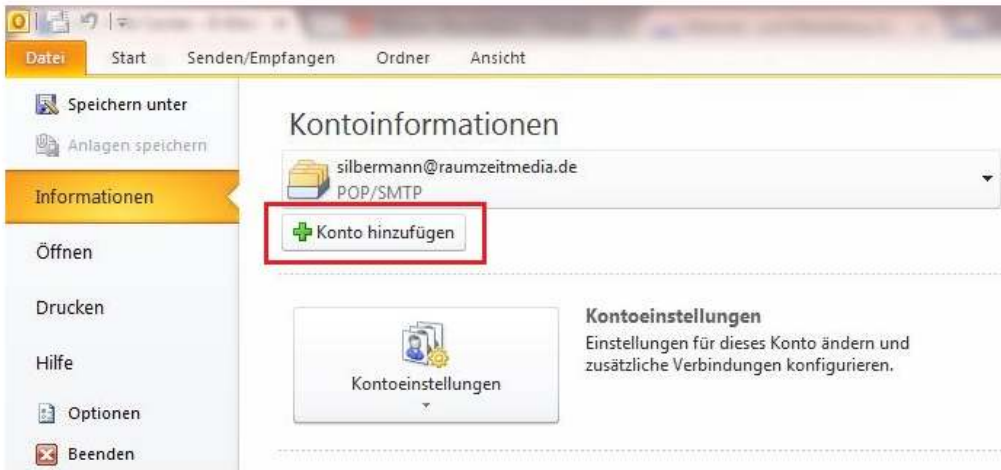 Datei Start Senden/Empfangen Ordner Ansicht
Speichern unter
Anlagen speichern
Informationen
Öffnen
Drucken
Hilfe
Optionen
Beenden
Kontoinformationen
silbermann@raumzeitmedia.de
POP/SMTP
Konto hinzufügen
Kontoeinstellungen
Kontoeinstellungen
Einstellungen für dieses Konto ändern und
zusätzliche Verbindungen konfigurieren.